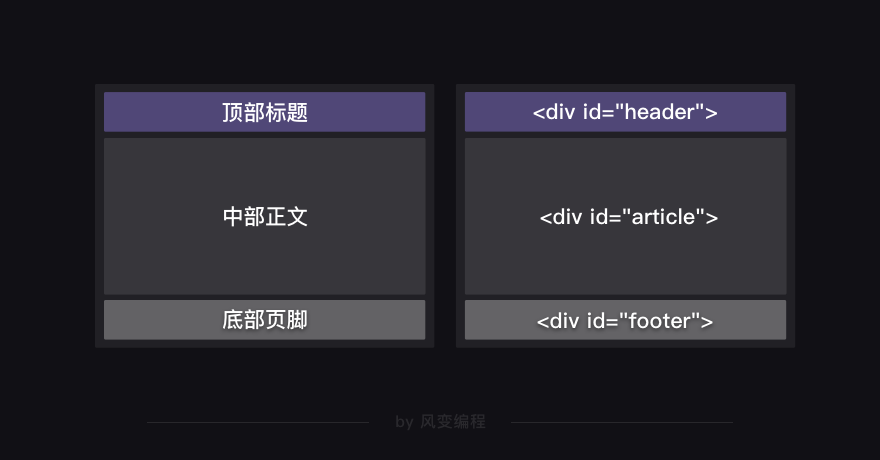 顶部标题
中部正文
底部页脚
<div id="header">
<div id="article">
<div id="footer">
by 风变编程